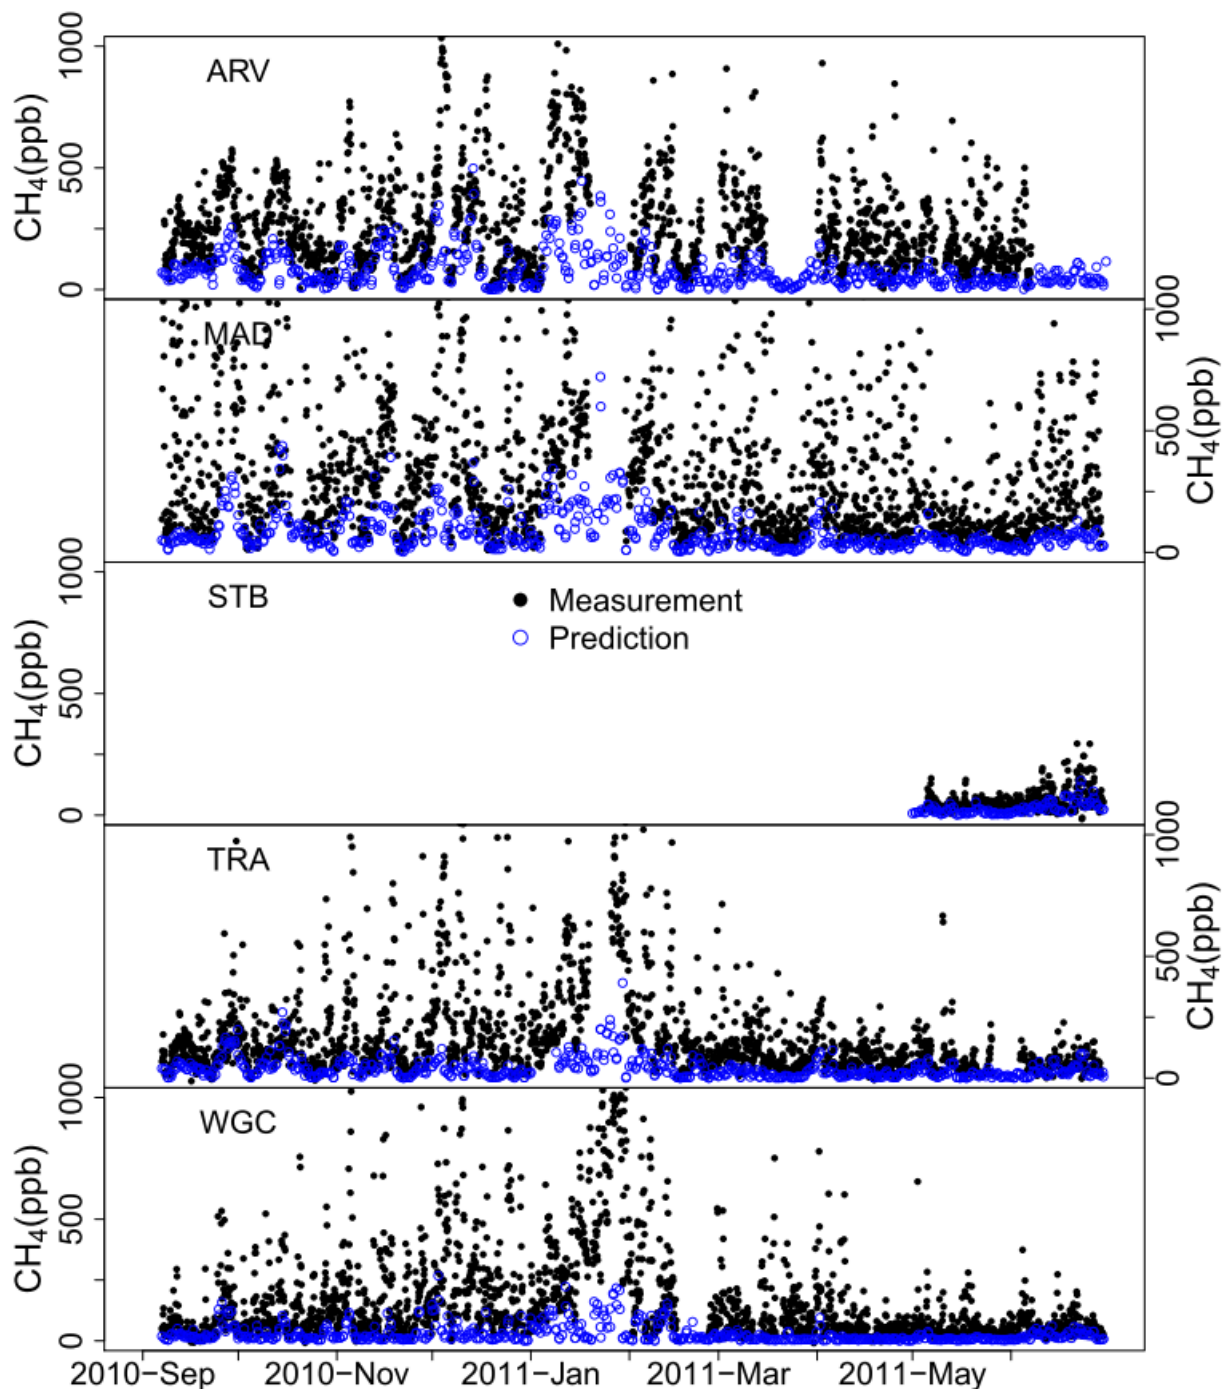 ARV
CH4(ppb)
0
500
1000
MAD
CH4(ppb)
0
500
1000
STB
Measurement
Prediction
CH4(ppb)
0
500
1000
TRA
CH4(ppb)
0
500
1000
WGC
CH4(ppb)
0
500
1000
2010-Sep 2010-Nov 2011-Jan 2011-Mar 2011-May